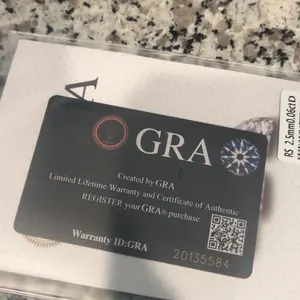 A
GRA
Created by GRA
Limited Lifetime Warranty and Certificate of Authentic
REGISTER your GRA® purchase
Warranty ID:GRA
20135584
RS 2.5mm0.06ctD